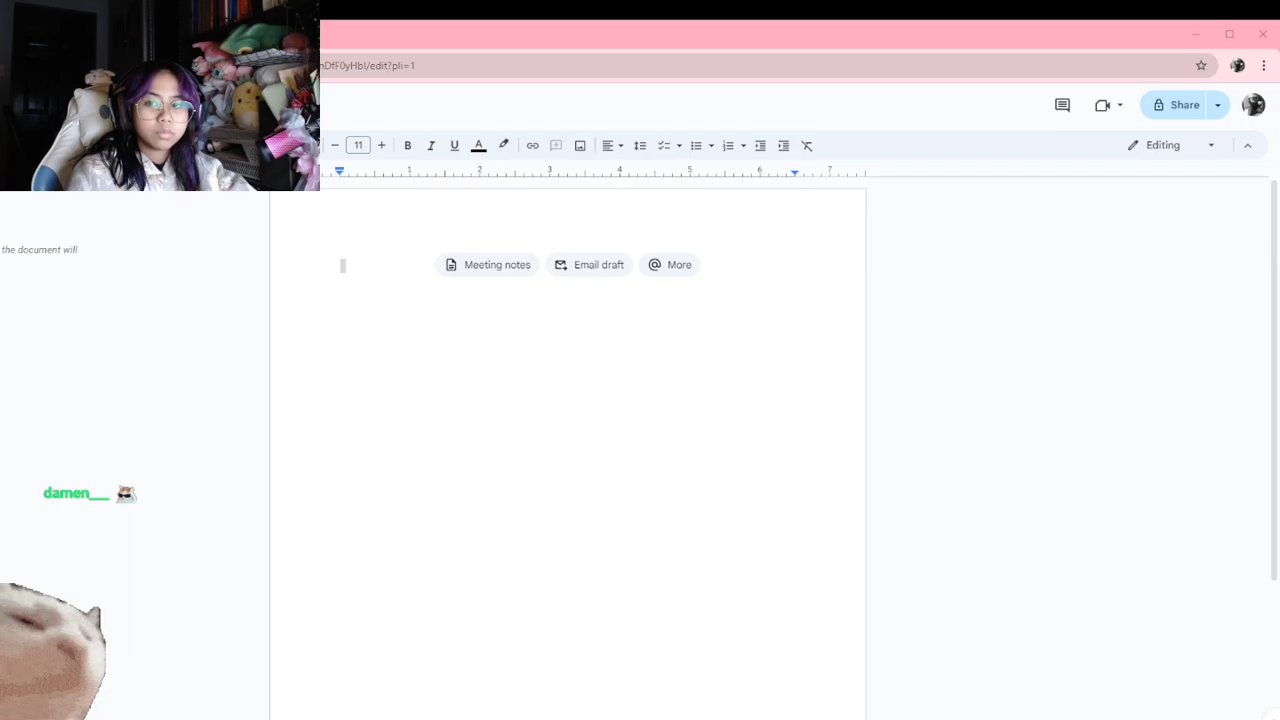 nDfF0yHbI/edit?pli=1
Share
11
B
I
U
A
Editing
1
2
3
4
5
6
7
the document will
Meeting notes
Email draft
More
damen___